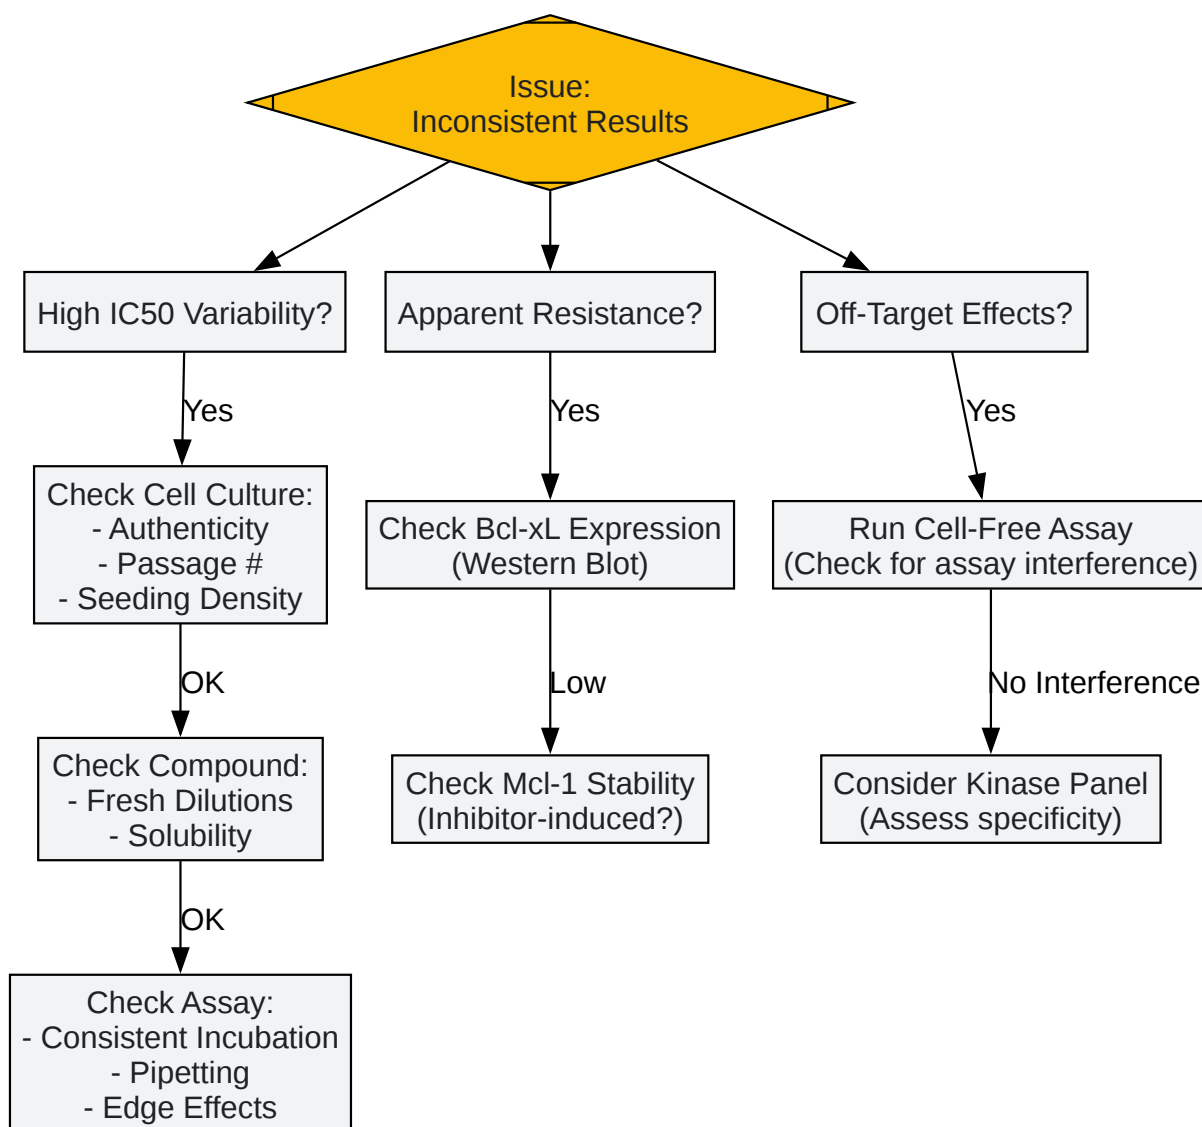 Issue:
Inconsistent Results
High IC50 Variability?
Apparent Resistance?
Off-Target Effects?
Yes
Yes
Yes
Check Cell Culture:
- Authenticity
- Passage #
- Seeding Density
Check Bcl-xL Expression
(Western Blot)
Run Cell-Free Assay
(Check for assay interference)
OK
Low
No Interference
Check Compound:
- Fresh Dilutions
- Solubility
Check Mcl-1 Stability
(Inhibitor-induced?)
Consider Kinase Panel
(Assess specificity)
OK
Check Assay:
- Consistent Incubation
- Pipetting
- Edge Effects